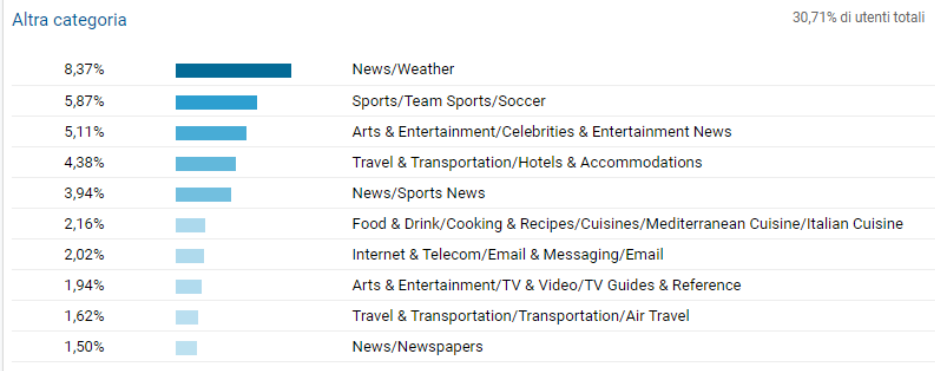 Altra categoria 30,71% di utenti totali
8,37% News/Weather
5,87% Sports/Team Sports/Soccer
5,11% Arts & Entertainment/Celebrities & Entertainment News
4,38% Travel & Transportation/Hotels & Accommodations
3,94% News/Sports News
2,16% Food & Drink/Cooking & Recipes/Cuisines/Mediterranean Cuisine/Italian Cuisine
2,02% Internet & Telecom/Email & Messaging/Email
1,94% Arts & Entertainment/TV & Video/TV Guides & Reference
1,62% Travel & Transportation/Transportation/Air Travel
1,50% News/Newspapers